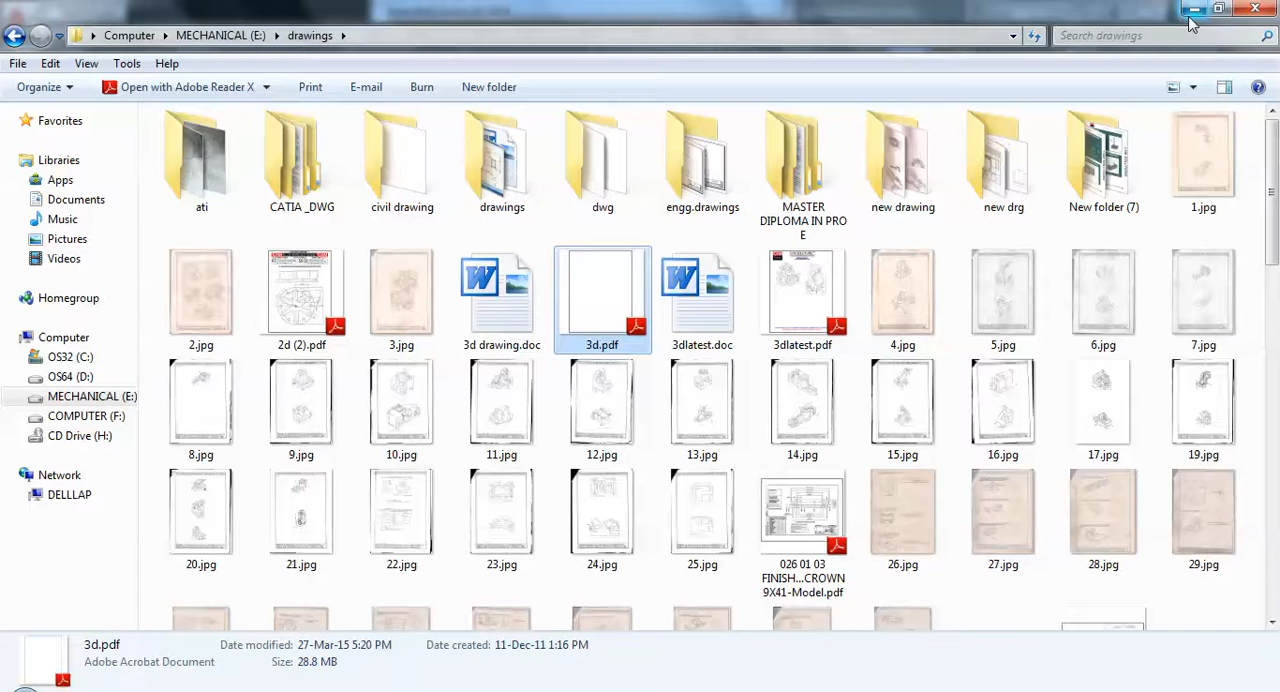 Computer MECHANICAL (E:) drawings
Search drawings
File Edit View Tools Help
Organize Open with Adobe Reader X Print E-mail Burn New folder
Favorites
Libraries
Apps
Documents
Music
Pictures
Videos
Homegroup
Computer
OS32 (C:)
OS64 (D:)
MECHANICAL (E:)
COMPUTER (F:)
CD Drive (H:)
Network
DELLLAP
ati CATIA _DWG civil drawing drawings dwg engg.drawings MASTER new drawing new drg New folder (7) 1.jpg
DIPLOMA IN PRO
E
2.jpg 2d (2).pdf 3.jpg 3d drawing.doc 3d.pdf 3dlatest.doc 3dlatest.pdf 4.jpg 5.jpg 6.jpg 7.jpg
8.jpg 9.jpg 10.jpg 11.jpg 12.jpg 13.jpg 14.jpg 15.jpg 16.jpg 17.jpg 19.jpg
20.jpg 21.jpg 22.jpg 23.jpg 24.jpg 25.jpg 026 01 03 26.jpg 27.jpg 28.jpg 29.jpg
FINISH...CROWN
9X41-Model.pdf
3d.pdf Date modified: 27-Mar-15 5:20 PM Date created: 11-Dec-11 1:16 PM
Adobe Acrobat Document Size: 28.8 MB